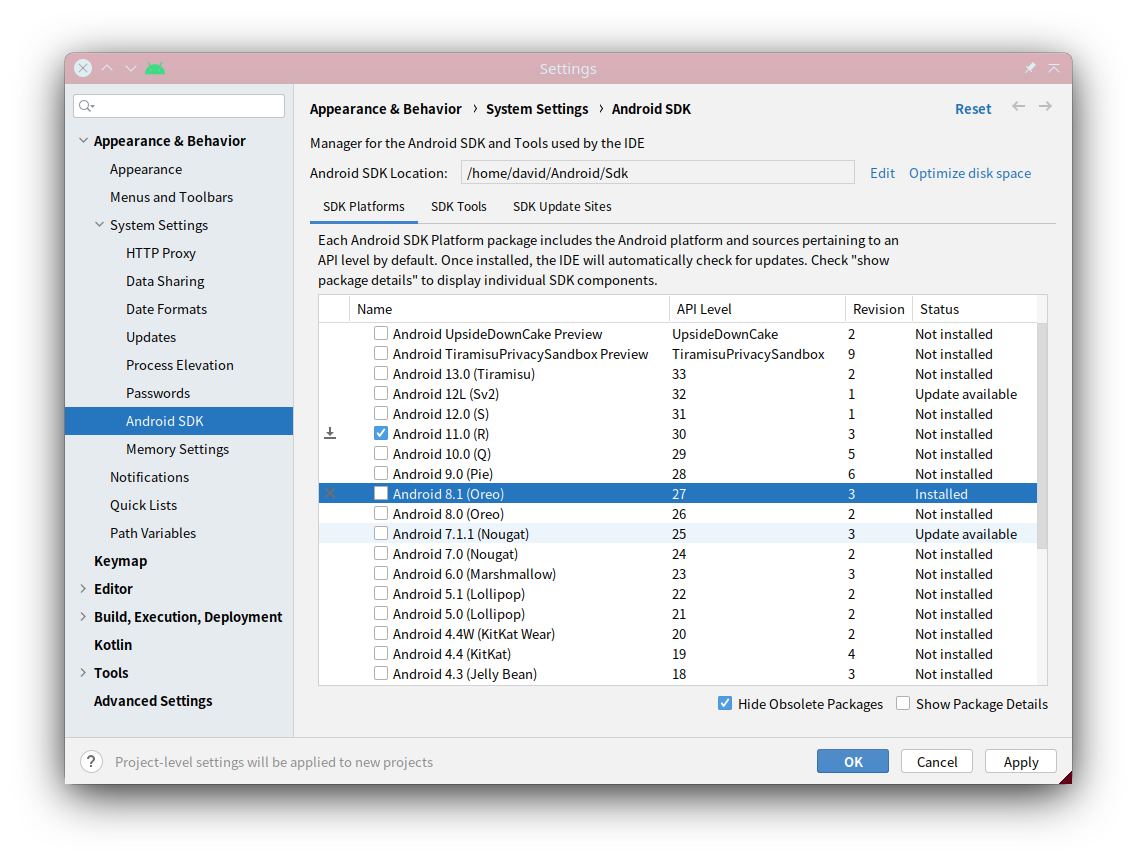 Settings
Appearance & Behavior
Appearance
Menus and Toolbars
System Settings
HTTP Proxy
Data Sharing
Date Formats
Updates
Process Elevation
Passwords
Android SDK
Memory Settings
Notifications
Quick Lists
Path Variables
Keymap
Editor
Build, Execution, Deployment
Kotlin
Tools
Advanced Settings
Appearance & Behavior › System Settings › Android SDK Reset
Manager for the Android SDK and Tools used by the IDE
Android SDK Location: /home/david/Android/Sdk Edit Optimize disk space
SDK Platforms SDK Tools SDK Update Sites
Each Android SDK Platform package includes the Android platform and sources pertaining to an
API level by default. Once installed, the IDE will automatically check for updates. Check "show
package details" to display individual SDK components.
Name API Level Revision Status
Android UpsideDownCake Preview UpsideDownCake 2 Not installed
Android TiramisuPrivacySandbox Preview TiramisuPrivacySandbox 9 Not installed
Android 13.0 (Tiramisu) 33 2 Not installed
Android 12L (Sv2) 32 1 Update available
Android 12.0 (S) 31 1 Not installed
Android 11.0 (R) 30 3 Not installed
Android 10.0 (Q) 29 5 Not installed
Android 9.0 (Pie) 28 6 Not installed
Android 8.1 (Oreo) 27 3 Installed
Android 8.0 (Oreo) 26 2 Not installed
Android 7.1.1 (Nougat) 25 3 Update available
Android 7.0 (Nougat) 24 2 Not installed
Android 6.0 (Marshmallow) 23 3 Not installed
Android 5.1 (Lollipop) 22 2 Not installed
Android 5.0 (Lollipop) 21 2 Not installed
Android 4.4W (KitKat Wear) 20 2 Not installed
Android 4.4 (KitKat) 19 4 Not installed
Android 4.3 (Jelly Bean) 18 3 Not installed
Hide Obsolete Packages Show Package Details
? Project-level settings will be applied to new projects OK Cancel Apply